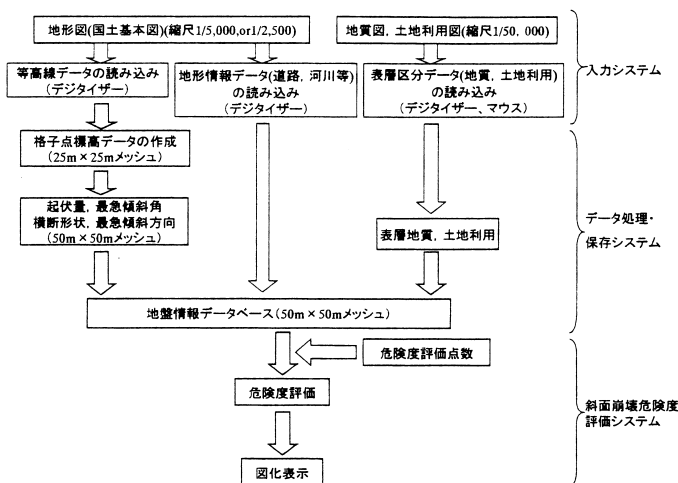 地形図(国土基本図)(縮尺1/5,000,or1/2,500)
地質図，土地利用図(縮尺1/50，000)
等高線データの読み込み
(デジタイザー)
地形情報データ(道路，河川等)
の読み込み
(デジタイザー)
表層区分データ(地質，土地利用)
の読み込み
(デジタイザー、マウス)
入力システム
格子点標高データの作成
(25m×25mメッシュ)
起伏量，最急傾斜角
横断形状，最急傾斜方向
(50m×50mメッシュ)
表層地質，土地利用
データ処理・
保存システム
地盤情報データベース(50m×50mメッシュ)
危険度評価点数
危険度評価
斜面崩壊危険度
評価システム
図化表示